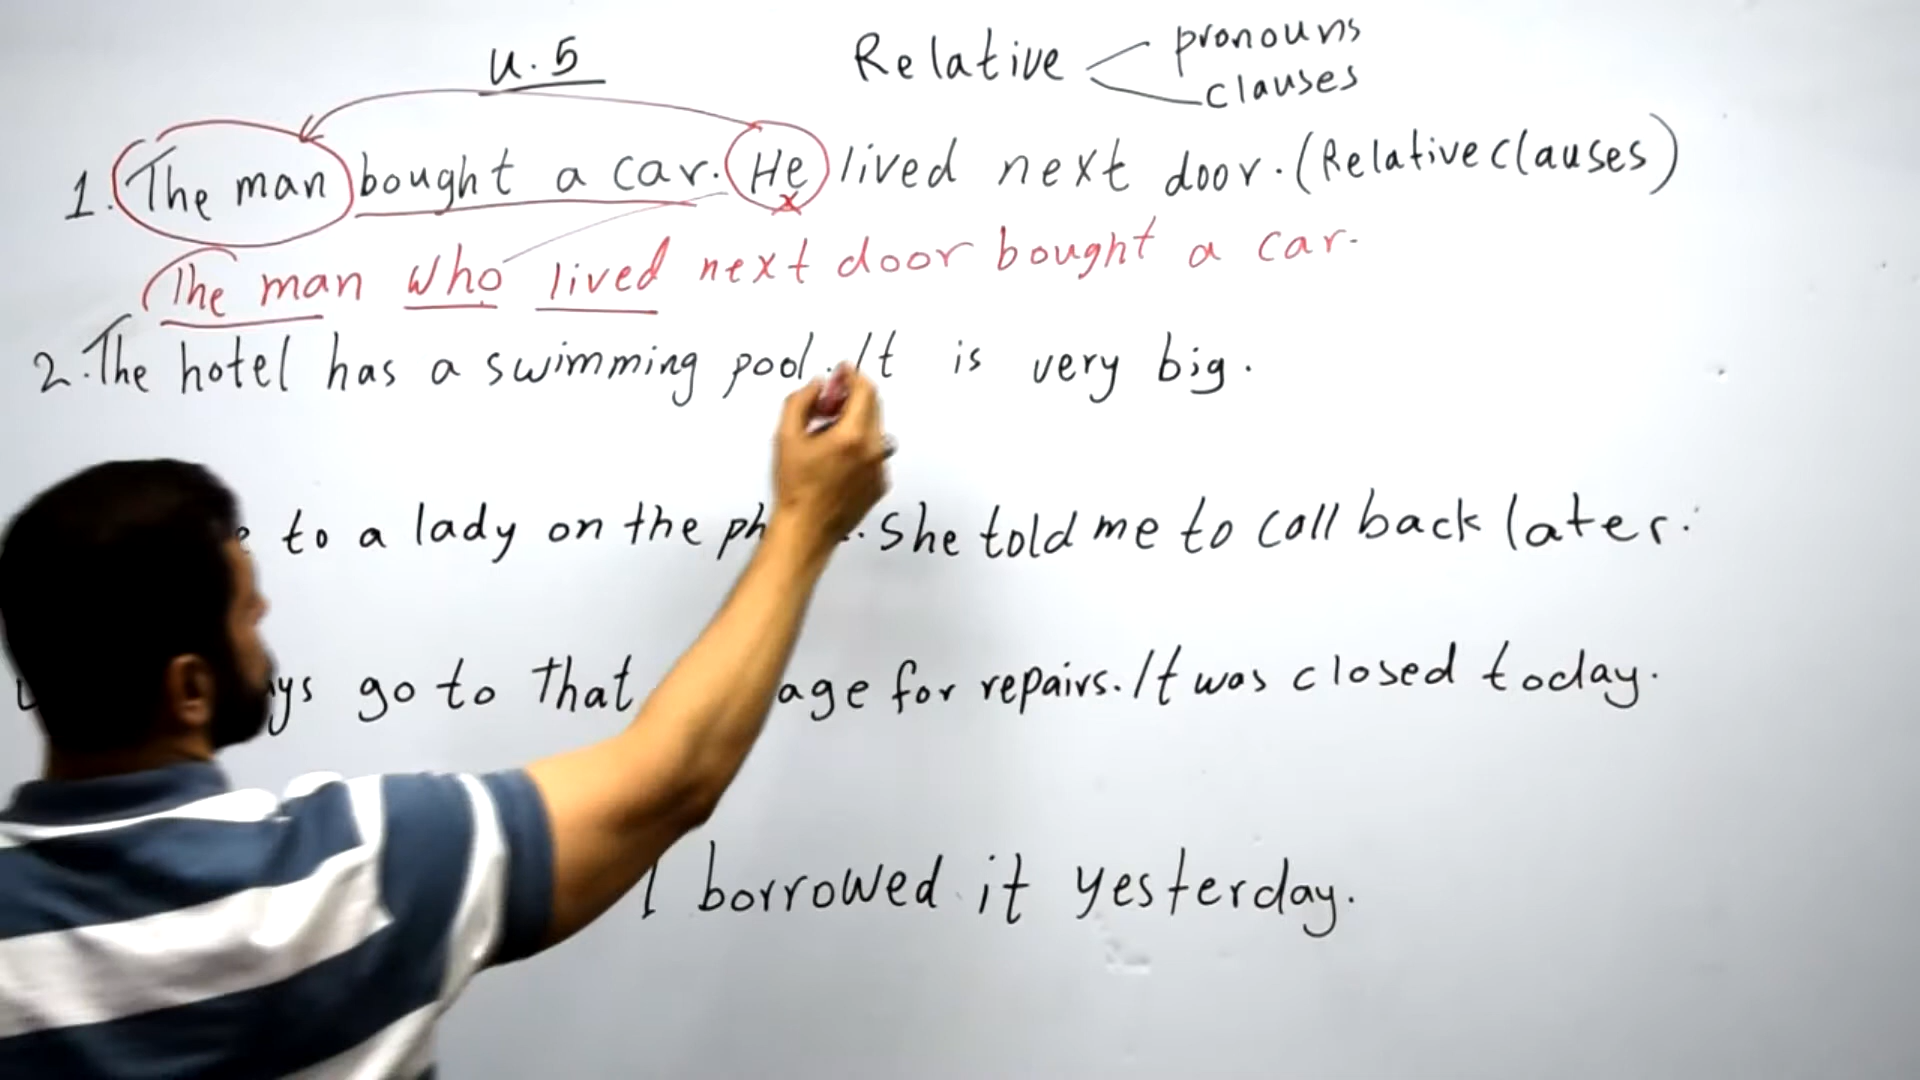 U.5
Relative pronouns
clauses
1. The man bought a car. He lived next door. (Relative clauses)
The man who lived next door bought a car.
2. The hotel has a swimming pool. It is very big.
to a lady on the She told me to call back later.
go to that for repairs. It was closed today.
I borrowed it yesterday.